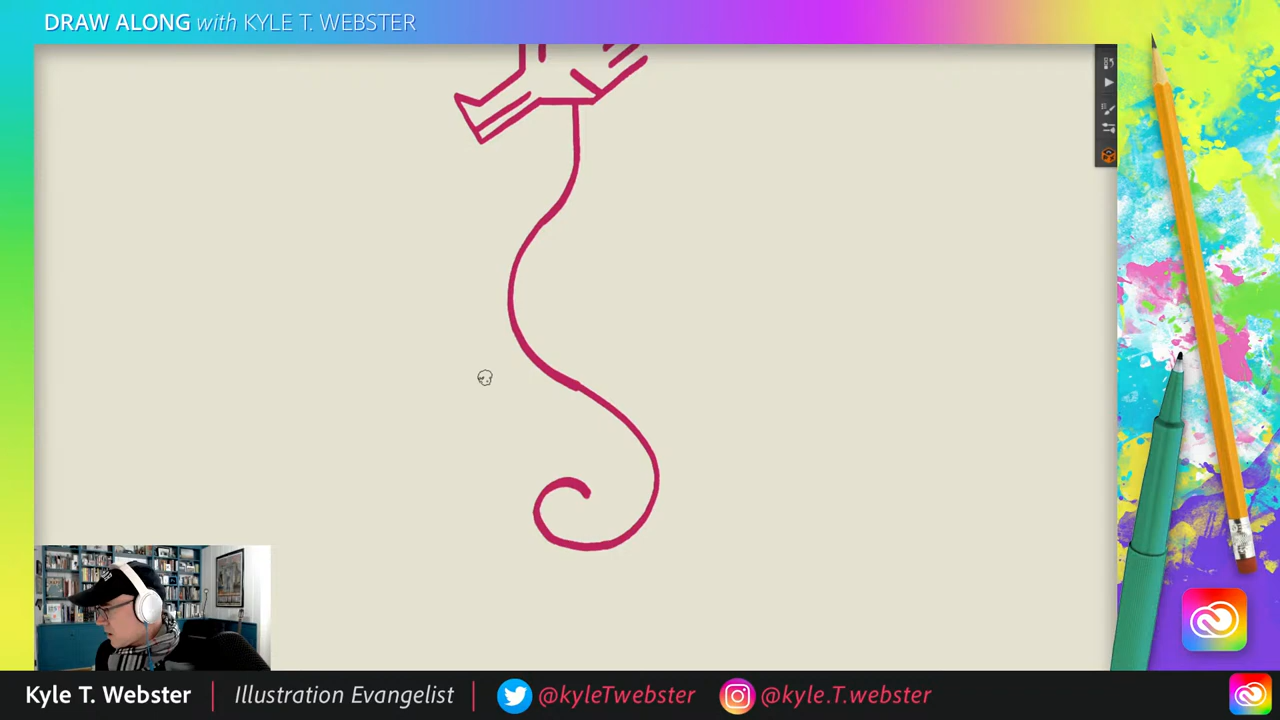 DRAW ALONG with KYLE T. WEBSTER
Kyle T. Webster | Illustration Evangelist @kyleTwebster @kyle.T.webster